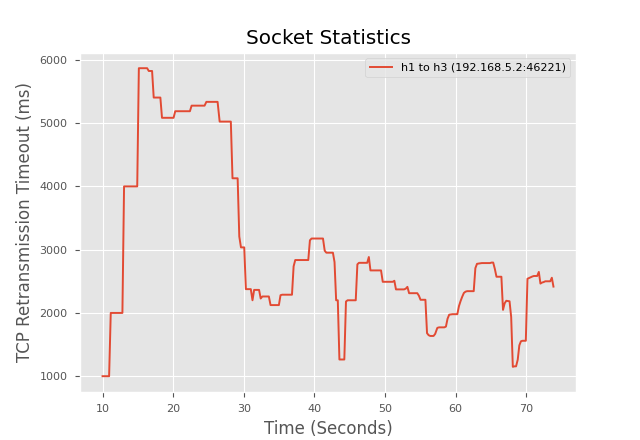 Socket Statistics
h1 to h3 (192.168.5.2:46221)
TCP Retransmission Timeout (ms)
6000
5000
4000
3000
2000
1000
10 20 30 40 50 60 70
Time (Seconds)